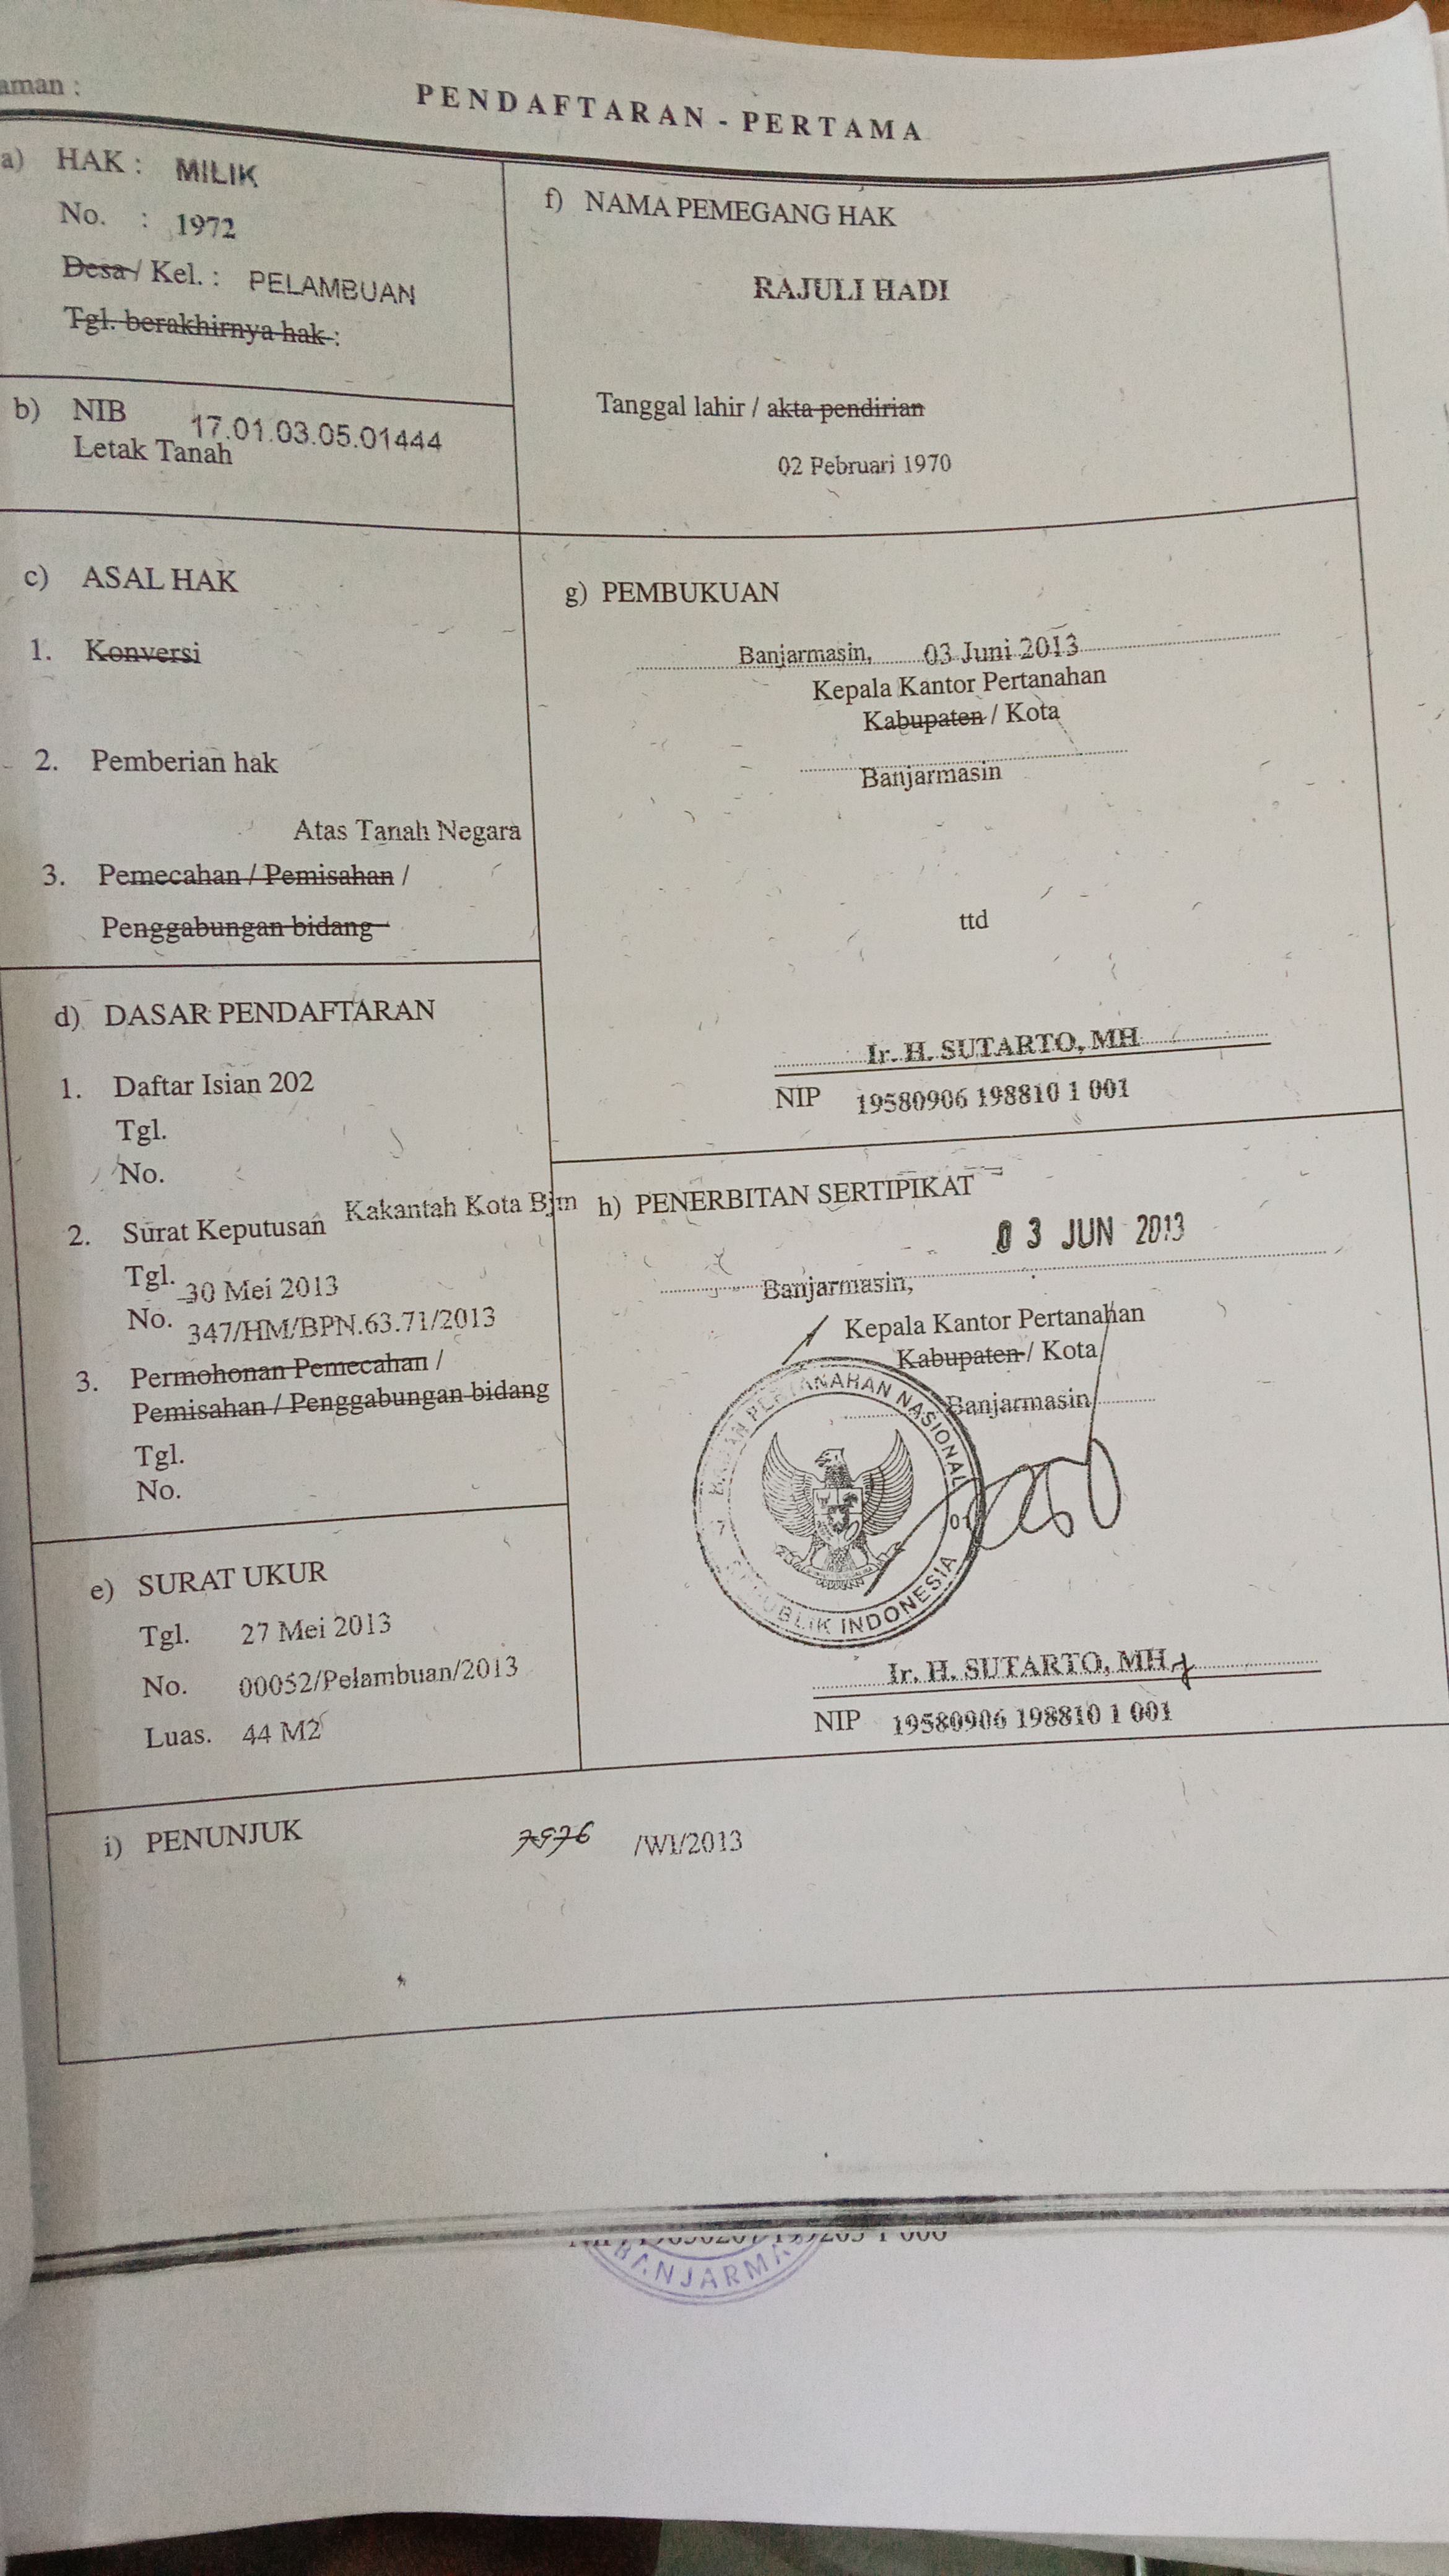 aman :
PENDAFTARAN - PERTAMA
a) HAK : MILIK
No. : 1972
Desa / Kel. : PELAMBUAN
Tgl. berakhirnya hak :
b) NIB 17.01.03.05.01444
Letak Tanah
c) ASAL HAK
1. Konversi
2. Pemberian hak
Atas Tanah Negara
3. Pemecahan / Pemisahan /
Penggabungan bidang
d) DASAR PENDAFTARAN
1. Daftar Isian 202
Tgl.
No.
2. Surat Keputusan Kakantah Kota Bjm
Tgl. 30 Mei 2013
No. 347/HM/BPN.63.71/2013
3. Permohonan Pemecahan /
Pemisahan / Penggabungan bidang
Tgl.
No.
e) SURAT UKUR
Tgl. 27 Mei 2013
No. 00052/Pelambuan/2013
Luas. 44 M2
f) NAMA PEMEGANG HAK
RAJULI HADI
Tanggal lahir / akta pendirian
02 Pebruari 1970
g) PEMBUKUAN
Banjarmasin, 03 Juni 2013
Kepala Kantor Pertanahan
Kabupaten / Kota
Banjarmasin
ttd
Ir. H. SUTARTO, MH
NIP 19580906 198810 1 001
h) PENERBITAN SERTIPIKAT
03 JUN 2013
Banjarmasin,
Kepala Kantor Pertanahan
Kabupaten / Kota
Banjarmasin
BADAN PERTANAHAN NASIONAL
REPUBLIK INDONESIA
Ir. H. SUTARTO, MH
NIP 19580906 198810 1 001
i) PENUNJUK 7976 /WI/2013
BANJARMA